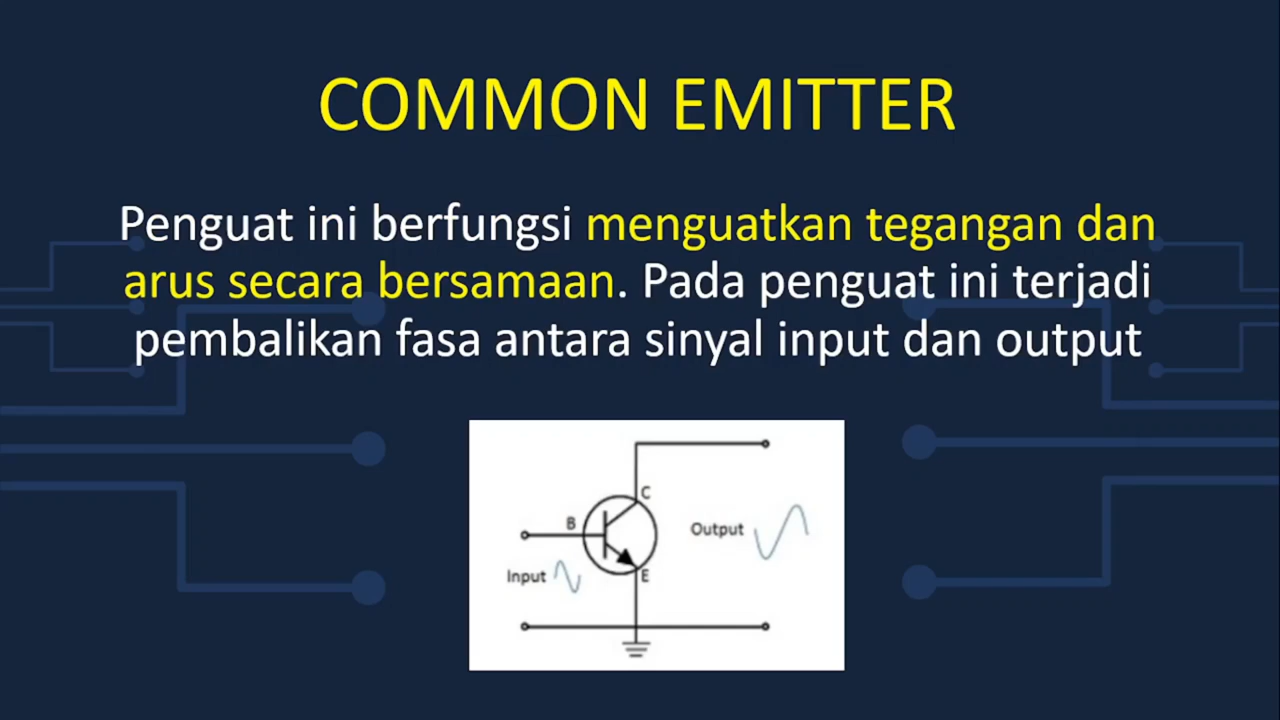 COMMON EMITTER
Penguat ini berfungsi menguatkan tegangan dan
arus secara bersamaan. Pada penguat ini terjadi
pembalikan fasa antara sinyal input dan output
C
B
Output
Input
E